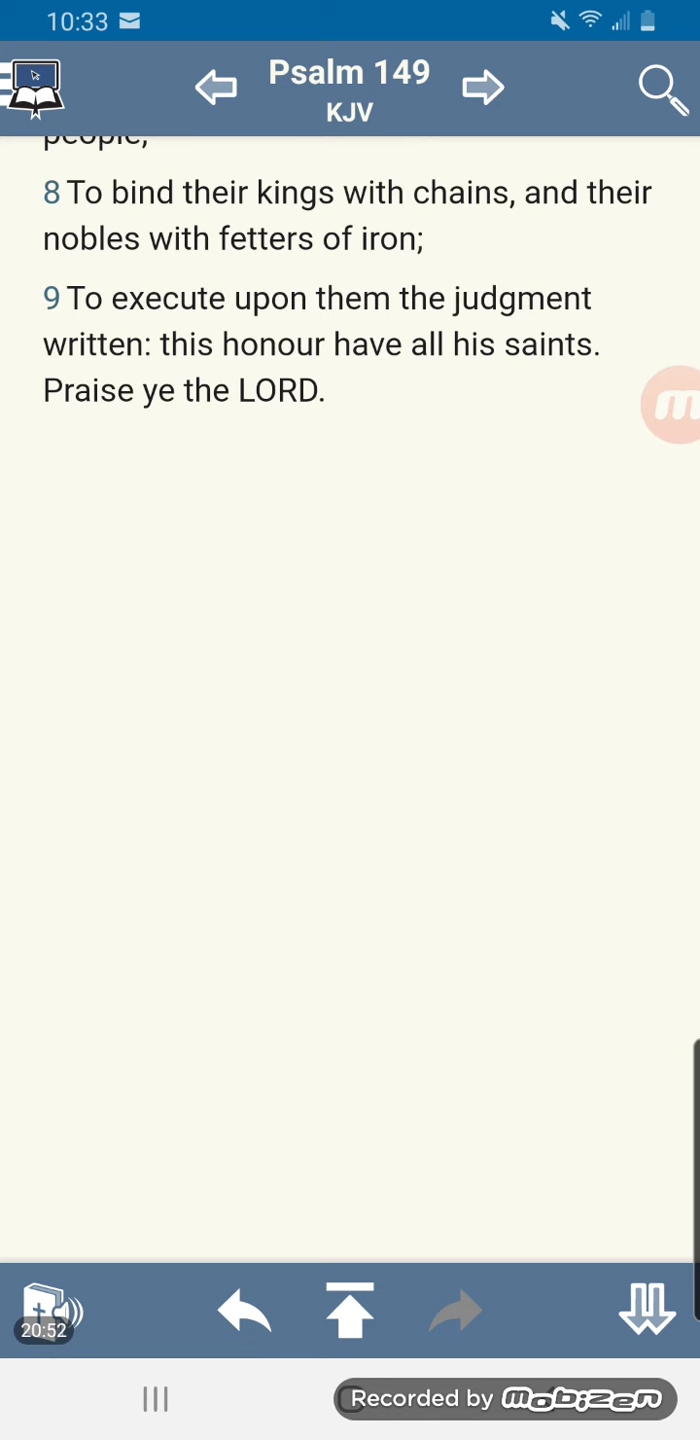 10:33
Psalm 149
KJV
people;
8 To bind their kings with chains, and their
nobles with fetters of iron;
9 To execute upon them the judgment
written: this honour have all his saints.
Praise ye the LORD.
m
20:52
Recorded by mobizen